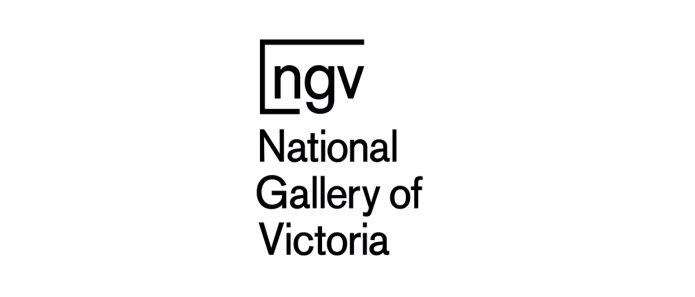 ngv
National
Gallery of
Victoria